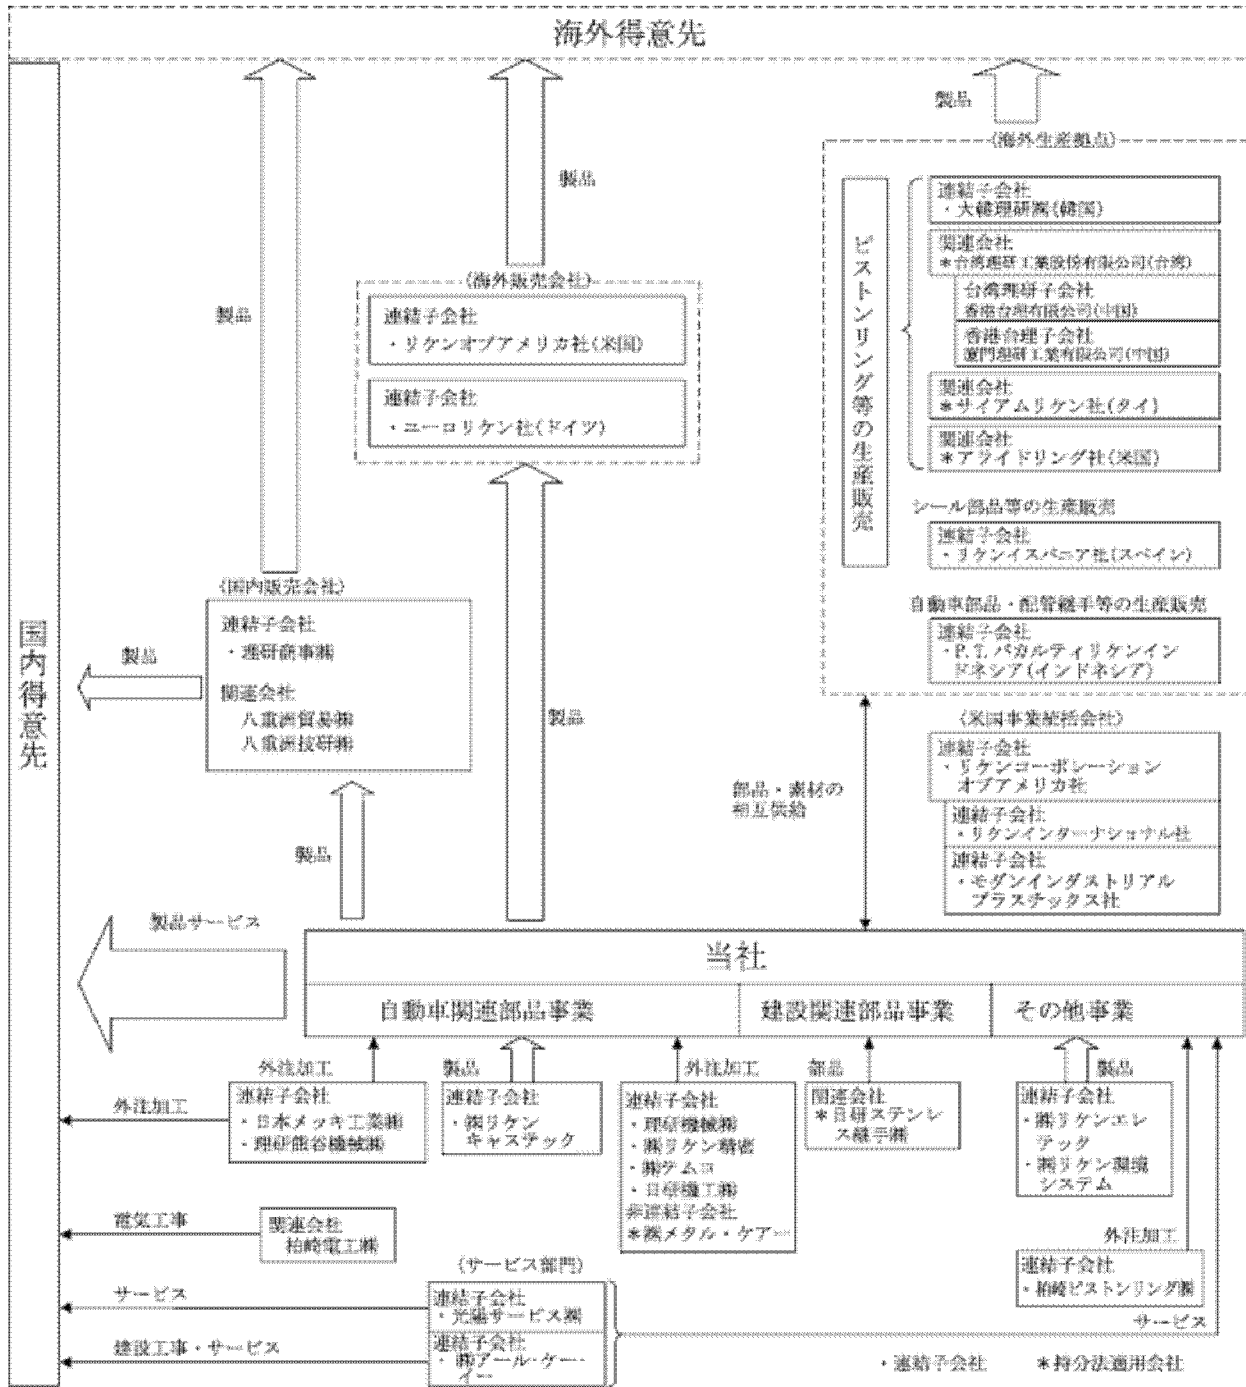 海外得意先
製品
(海外生産拠点)
連結子会社
・大韓理研㈱(韓国)
製品
ピストンリング等の生産販売
関連会社
*台湾理研工業股份有限公司(台湾)
(海外販売会社)
台湾理研子会社
香港台理有限公司(中国)
製品
連結子会社
・リケンオブアメリカ社(米国)
香港台理子会社
厦門理研工業有限公司(中国)
連結子会社
・ユーロリケン社(ドイツ)
関連会社
*サイアムリケン社(タイ)
関連会社
*アライドリング社(米国)
シール部品等の生産販売
連結子会社
・リケンイスパニア社(スペイン)
(国内販売会社)
自動車部品・配管継手等の生産販売
国内得意先
連結子会社
・理研商事㈱
連結子会社
・P.T.パカルティリケンイン
ドネシア(インドネシア)
製品
関連会社
八重洲貿易㈱
八重洲技研㈱
製品
(米国事業統括会社)
連結子会社
・リケンコーポレーション
オブアメリカ社
部品・素材の
相互供給
連結子会社
・リケンインターナショナル社
製品
連結子会社
・モダンインダストリアル
プラスチックス社
製品サービス
当社
自動車関連部品事業
建設関連部品事業
その他事業
外注加工
製品
外注加工
部品
製品
外注加工
連結子会社
・日本メッキ工業㈱
・理研熊谷機械㈱
連結子会社
・㈱リケン
キャステック
連結子会社
・理研機械㈱
・㈱リケン精密
・㈱テムコ
・日研機工㈱
非連結子会社
*㈱メタル・ケアー
関連会社
*日研ステンレ
ス継手㈱
連結子会社
・㈱リケンエレ
テック
・㈱リケン環境
システム
電気工事
関連会社
柏崎電工㈱
外注加工
(サービス部門)
連結子会社
・柏崎ピストンリング㈱
サービス
連結子会社
・光陽サービス㈱
サービス
建設工事・サービス
連結子会社
・㈱アール・ケー・
イー
・連結子会社
*持分法適用会社